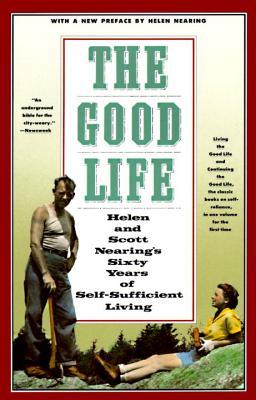 WITH A NEW PREFACE BY HELEN NEARING
THE
GOOD
LIFE
"An
underground
bible for the
city-weary."
—Newsweek
Living
the Good
Life and
Continuing
the Good
Life, the
classic
books on self-
reliance,
in one volume
for the
first time
Helen
and
Scott
Nearing's
Sixty
Years
of
Self-Sufficient
Living